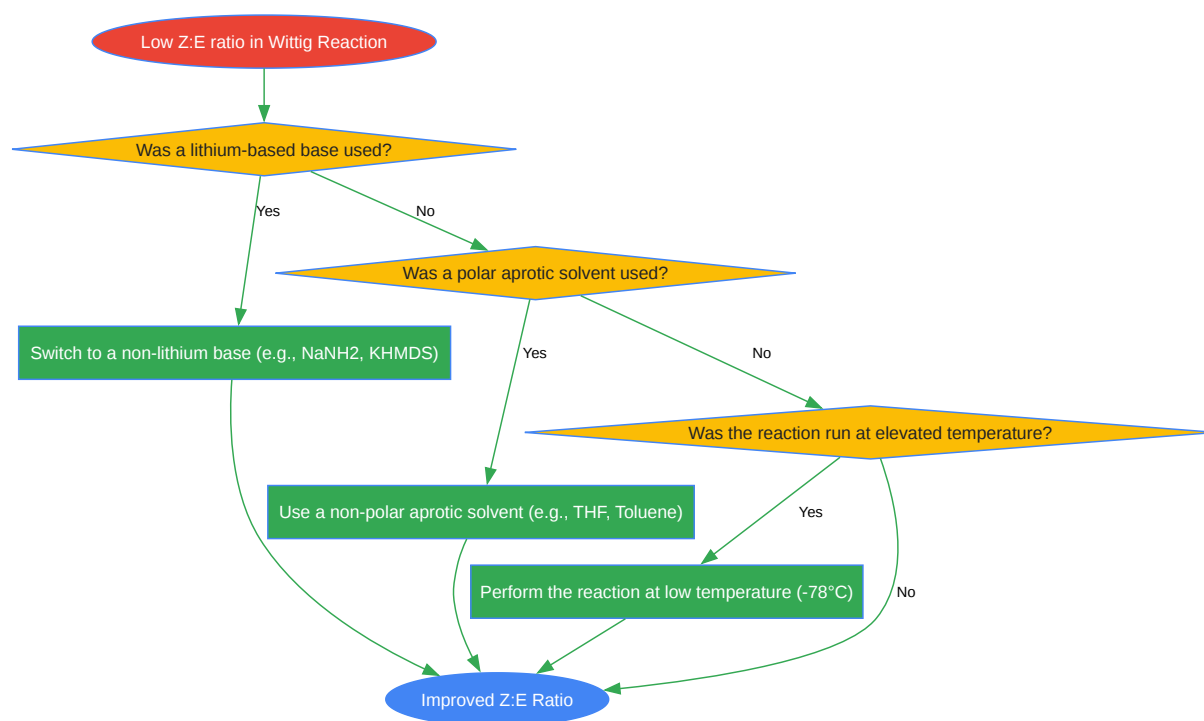 Low Z:E ratio in Wittig Reaction
Was a lithium-based base used?
Yes
No
Was a polar aprotic solvent used?
Switch to a non-lithium base (e.g., NaNH2, KHMDS)
Yes
No
Was the reaction run at elevated temperature?
Use a non-polar aprotic solvent (e.g., THF, Toluene)
Yes
Perform the reaction at low temperature (-78°C)
No
Improved Z:E Ratio